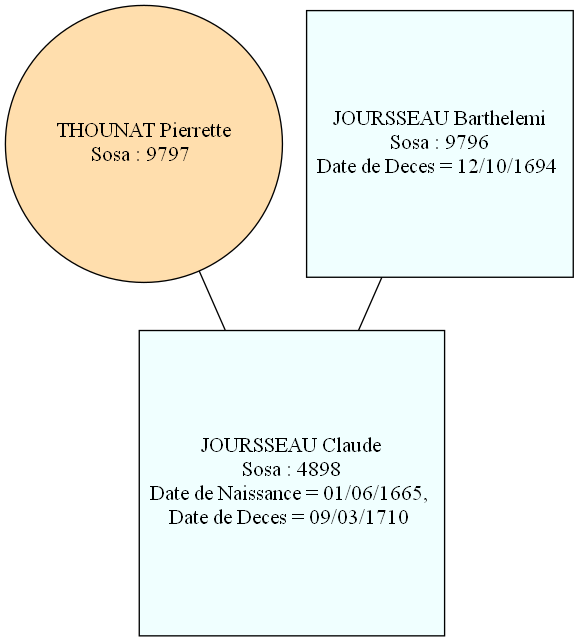 THOUNAT Pierrette
Sosa : 9797
JOURSSEAU Barthelemi
Sosa : 9796
Date de Deces = 12/10/1694
JOURSSEAU Claude
Sosa : 4898
Date de Naissance = 01/06/1665,
Date de Deces = 09/03/1710